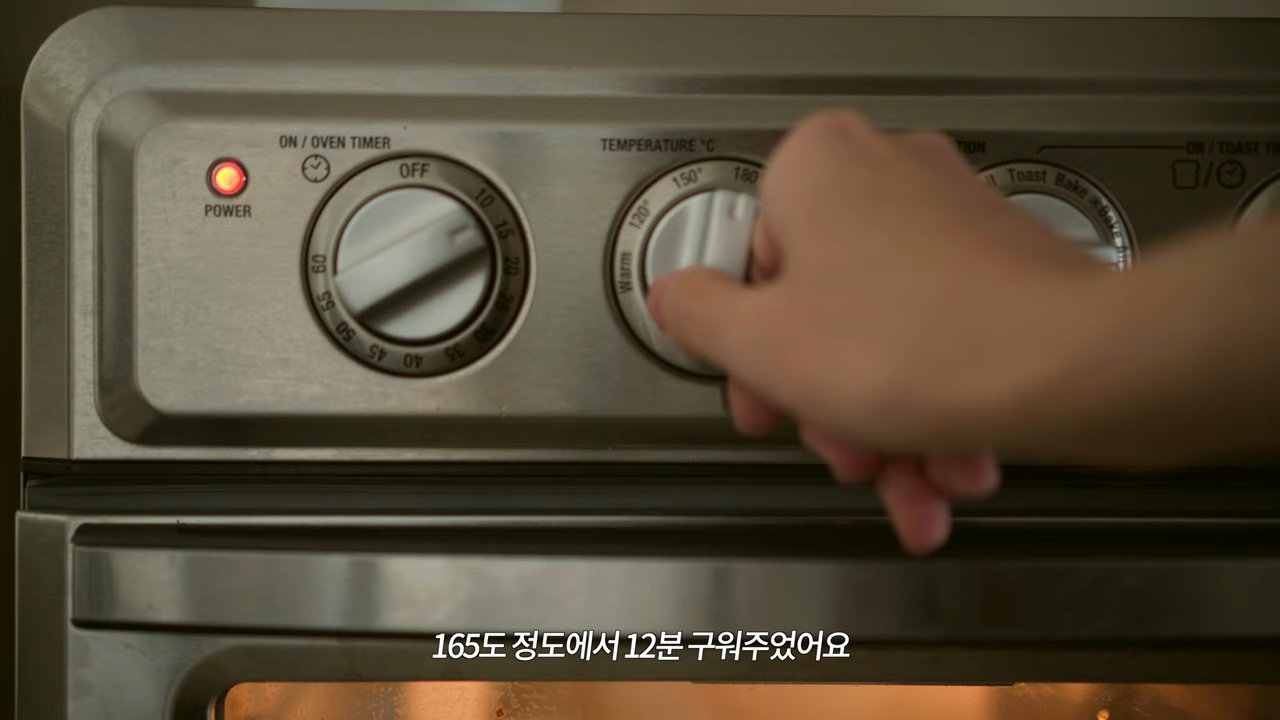 ON / OVEN TIMER
POWER
OFF
10
15
20
25
30
35
40
45
50
55
60
TEMPERATURE °C
Warm
120°
150°
180
Toast Bake
ON / TOAST
165도 정도에서 12분 구워주었어요